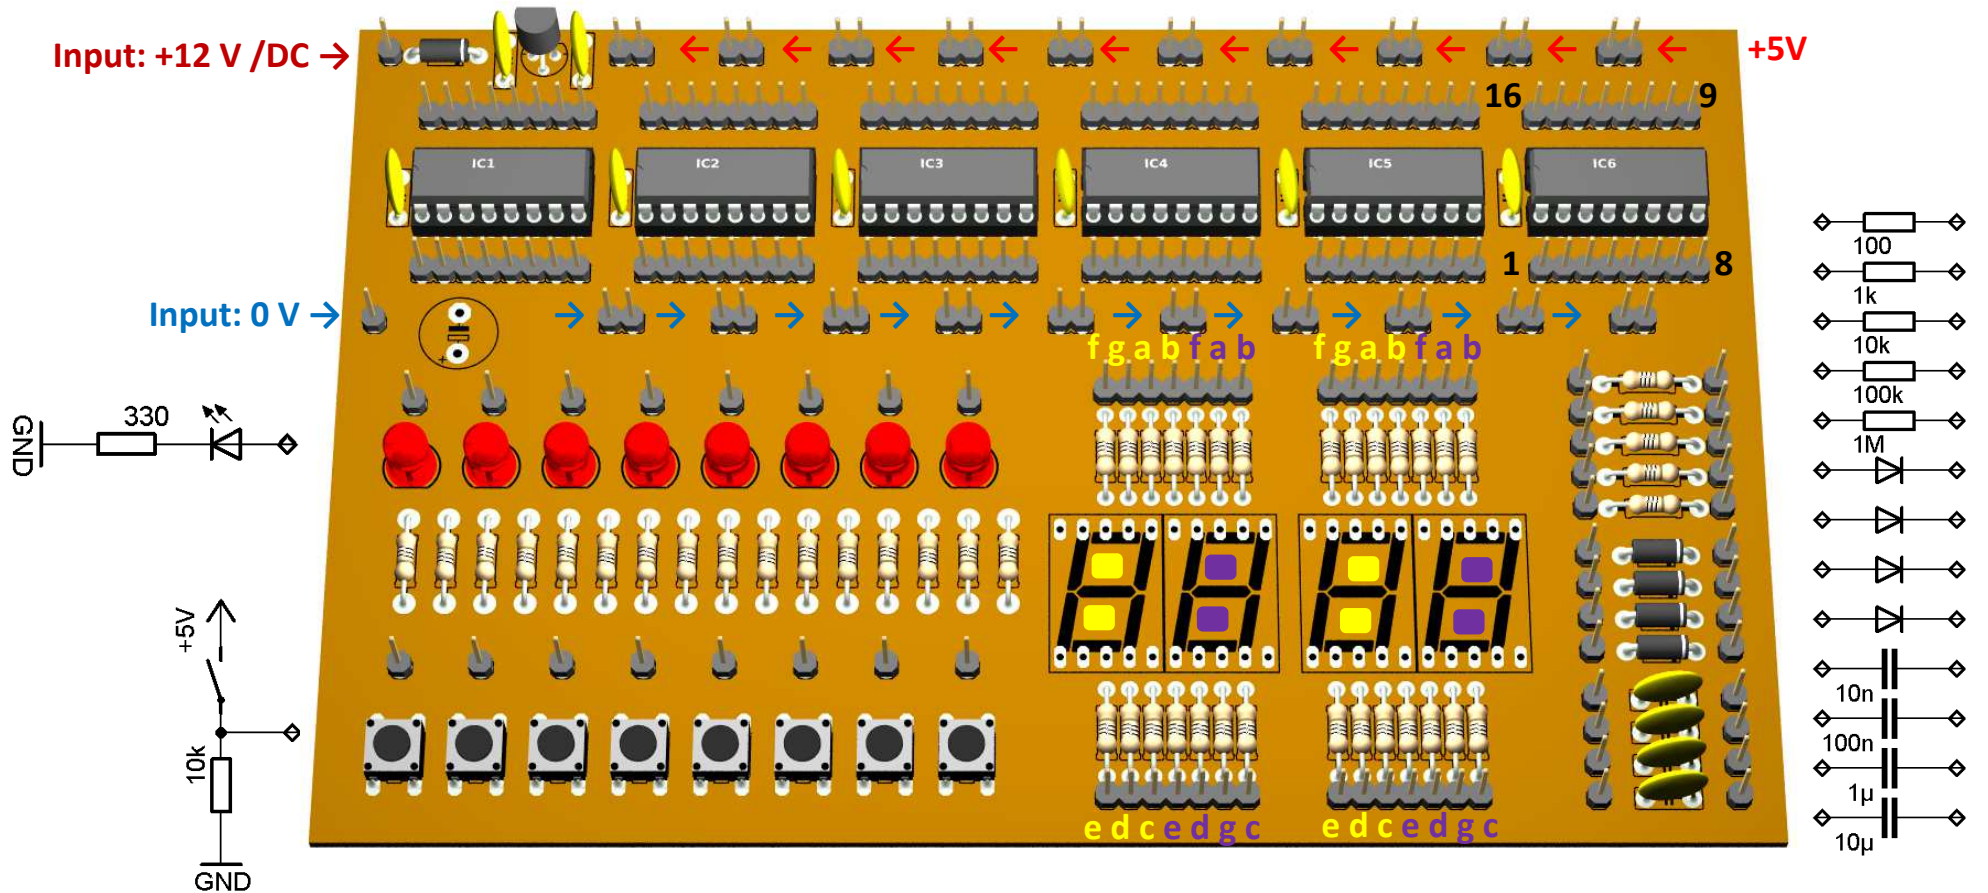 Input: +12 V /DC →
← ← ← ← ← ← ← ← ← ←
+5V
16 9
IC1 IC2 IC3 IC4 IC5 IC6
1 8
Input: 0 V →
→ → → → → → → → → →
f g a b f a b
f g a b f a b
GND
330
+5V
10k
GND
e d c e d g c
e d c e d g c
100
1k
10k
100k
1M
10n
100n
1µ
10µ